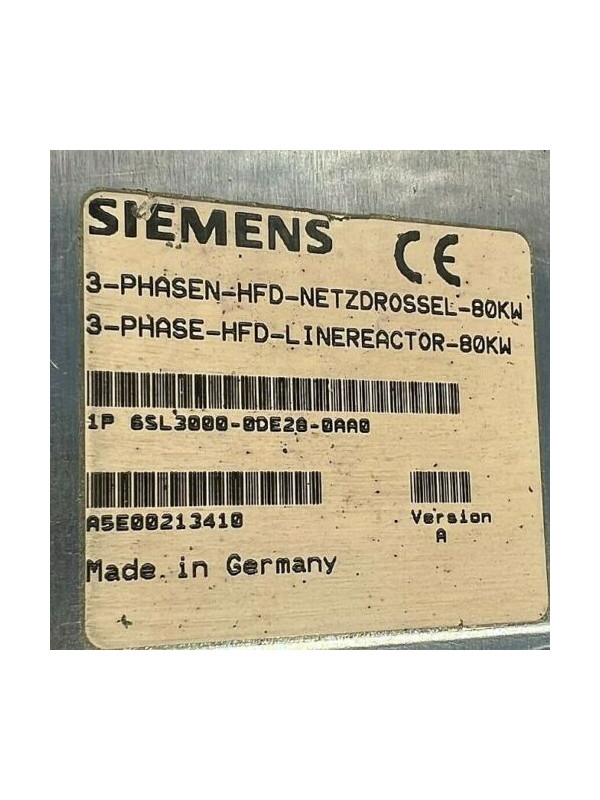 SIEMENS CE
3-PHASEN-HFD-NETZDROSSEL-80KW
3-PHASE-HFD-LINEREACTOR-80KW
1P 6SL3000-0DE28-0AA0
A5E00213410
Version
A
Made in Germany